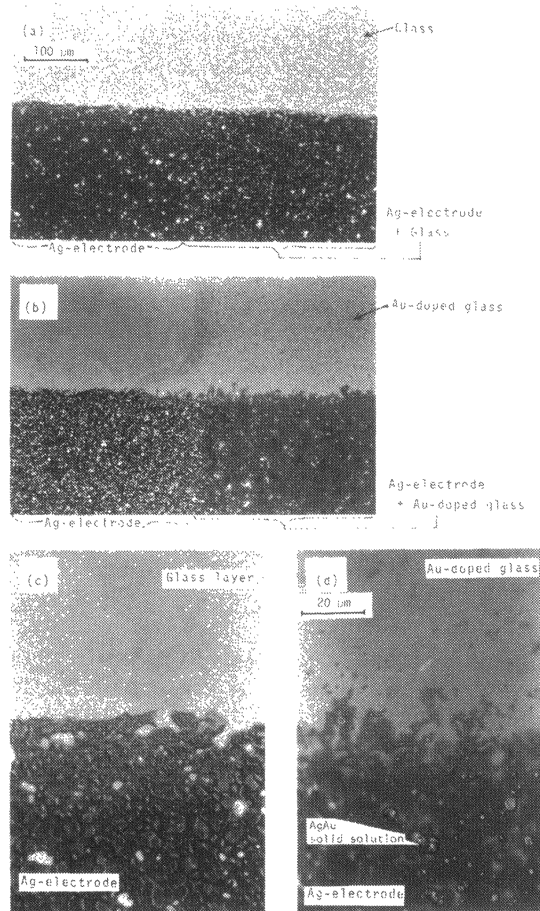 (a)
100 µm
Glass
Ag-electrode
+ Glass
Ag-electrode
(b)
Au-doped glass
Ag-electrode
+ Au-doped glass
Ag-electrode
(c)
Glass layer
Ag-electrode
(d)
Au-doped glass
20 µm
AgAu
solid solution
Ag-electrode